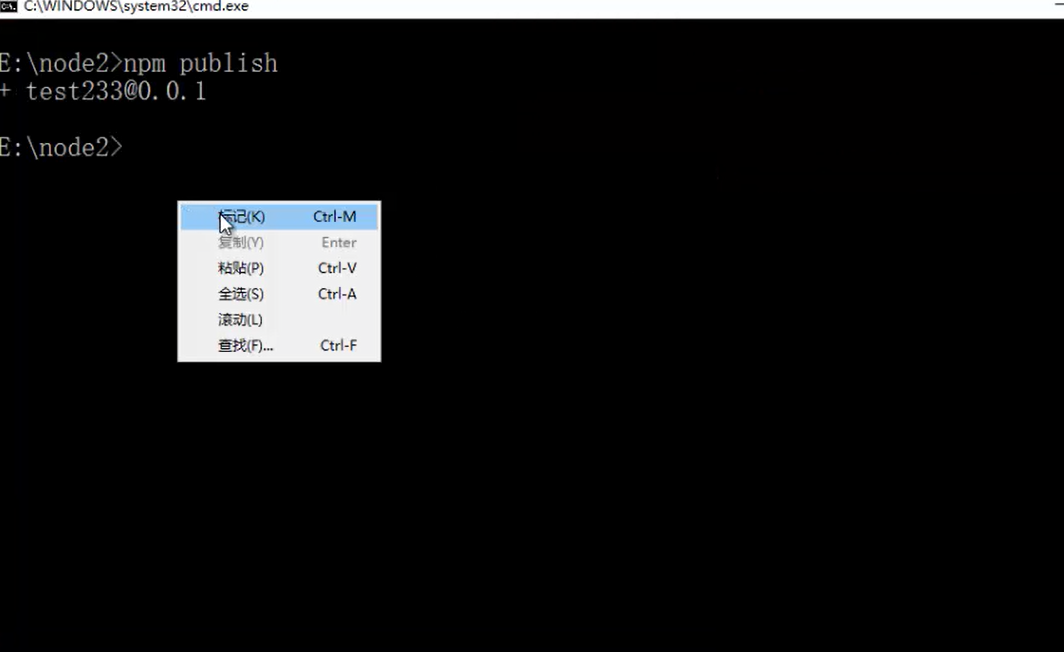 C:\WINDOWS\system32\cmd.exe
E:\node2>npm publish
+ test233@0.0.1
E:\node2>
标记(K) Ctrl-M
复制(Y) Enter
粘贴(P) Ctrl-V
全选(S) Ctrl-A
滚动(L)
查找(F)... Ctrl-F